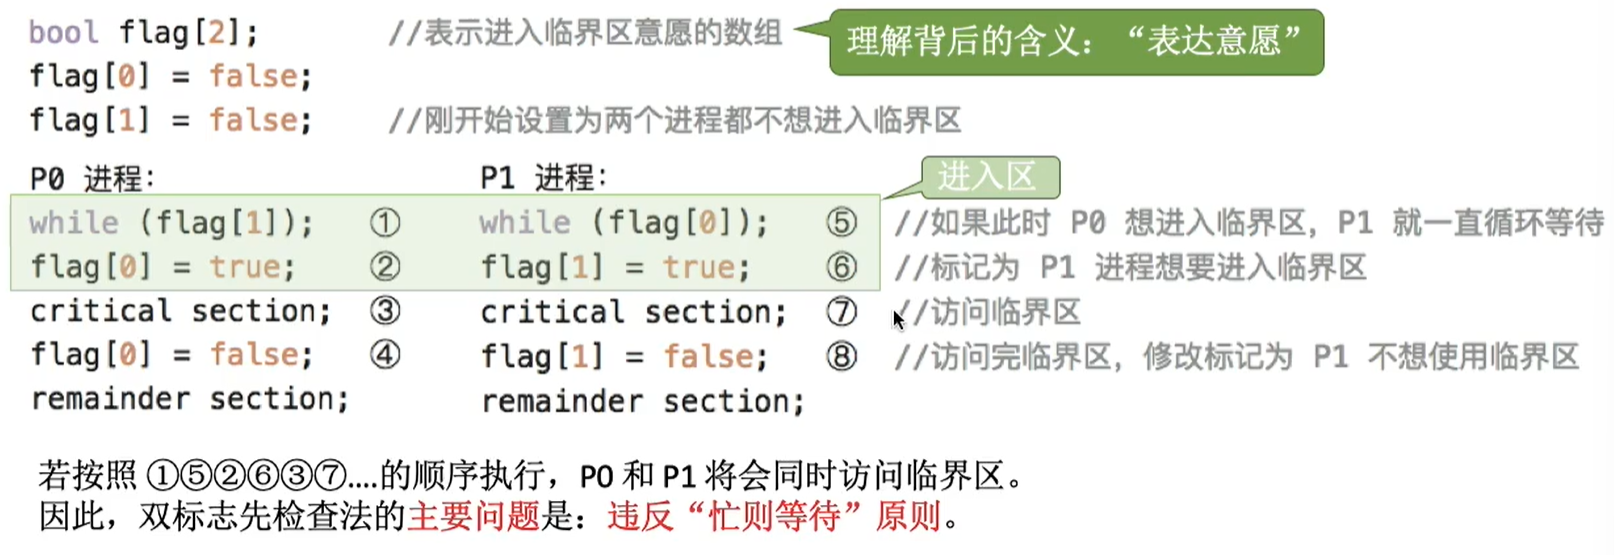 bool flag[2]; //表示进入临界区意愿的数组
理解背后的含义：“表达意愿”
flag[0] = false;
flag[1] = false; //刚开始设置为两个进程都不想进入临界区
P0 进程： P1 进程：
进入区
while (flag[1]); ① while (flag[0]); ⑤ //如果此时 P0 想进入临界区，P1 就一直循环等待
flag[0] = true; ② flag[1] = true; ⑥ //标记为 P1 进程想要进入临界区
critical section; ③ critical section; ⑦ //访问临界区
flag[0] = false; ④ flag[1] = false; ⑧ //访问完临界区，修改标记为 P1 不想使用临界区
remainder section; remainder section;
若按照 ①⑤②⑥③⑦....的顺序执行，P0 和 P1 将会同时访问临界区。
因此，双标志先检查法的主要问题是：违反“忙则等待”原则。